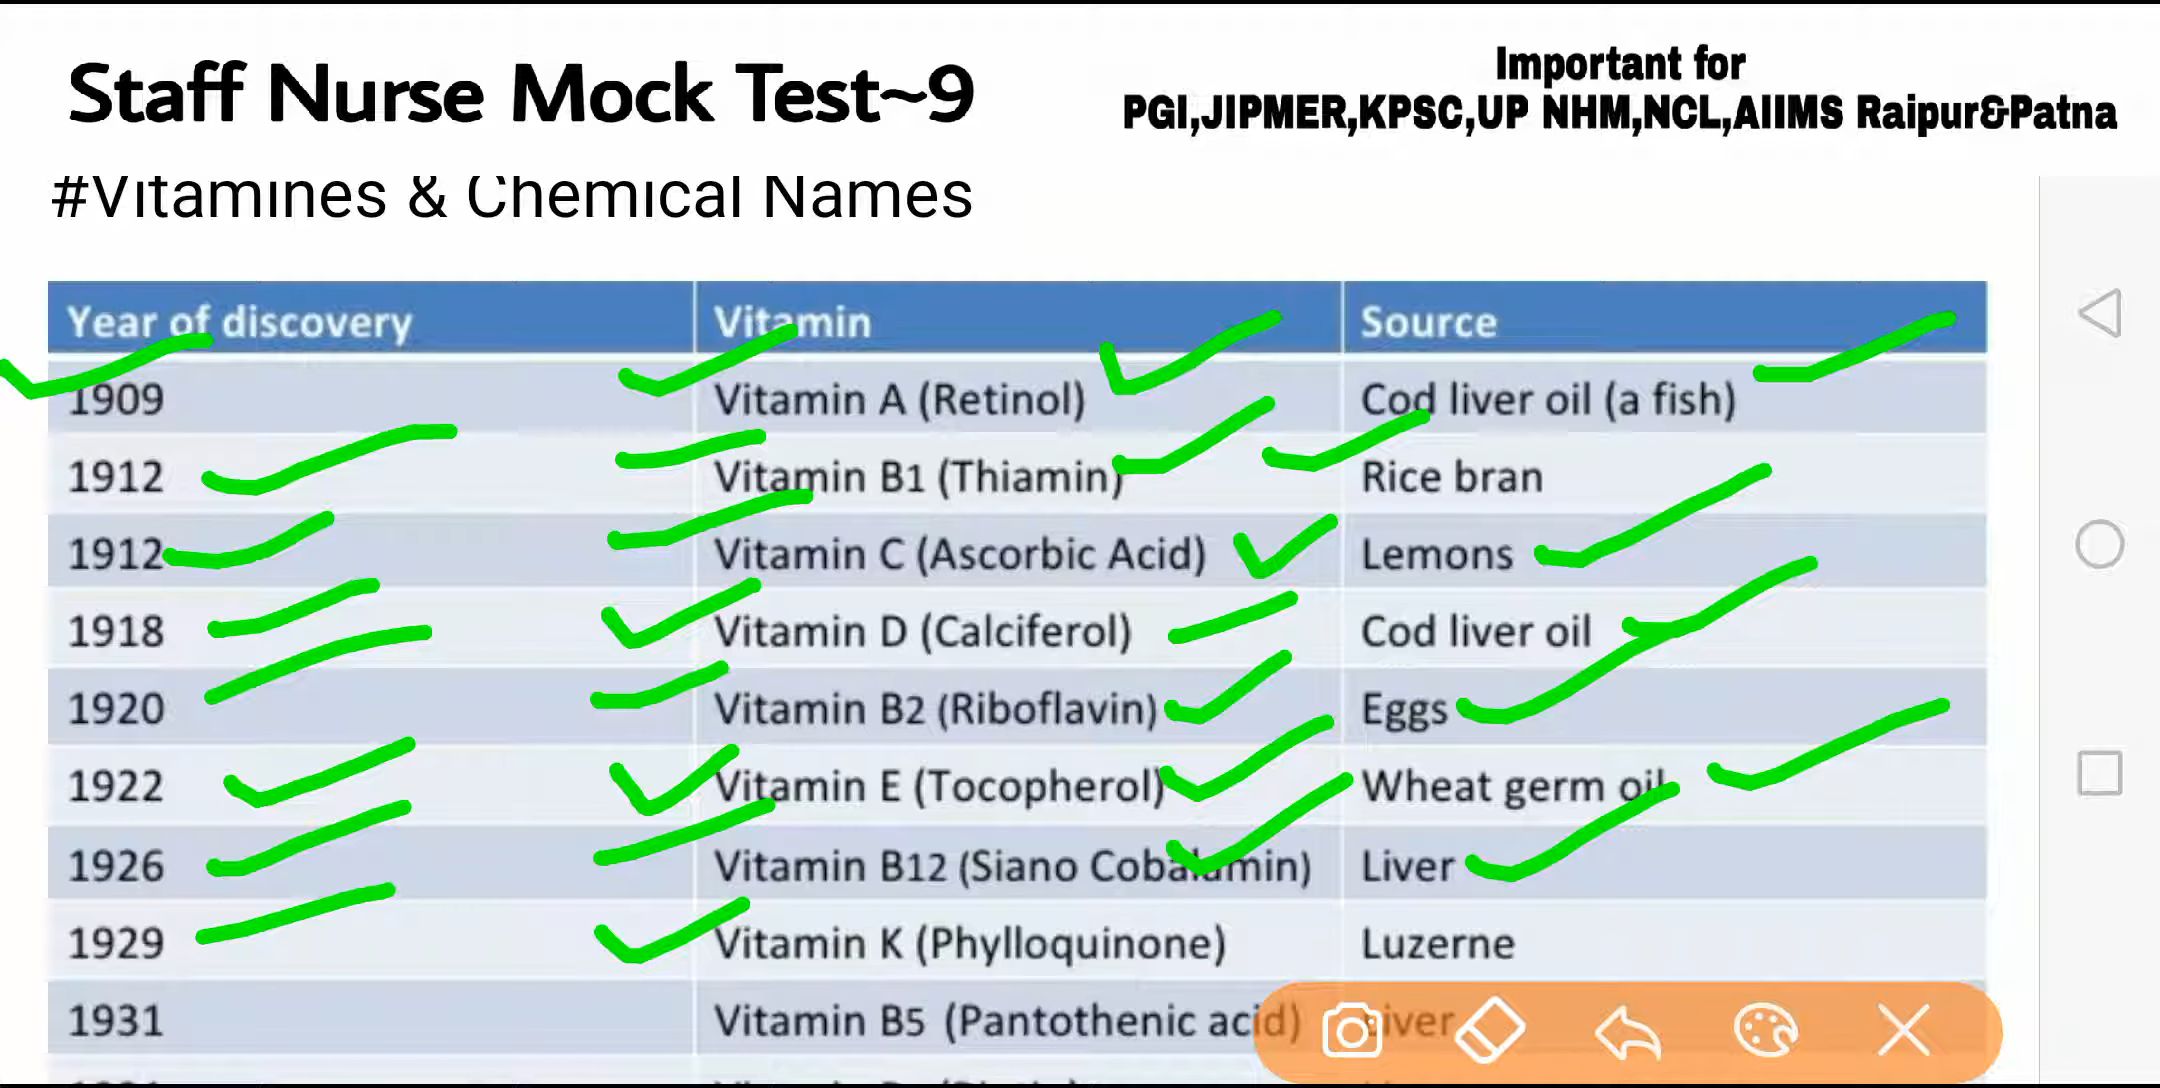 Staff Nurse Mock Test~9
Important for
PGI,JIPMER,KPSC,UP NHM,NCL,AIIMS Raipur&Patna
#Vitamines & Chemical Names
Year of discovery Vitamin Source
1909 Vitamin A (Retinol) Cod liver oil (a fish)
1912 Vitamin B1 (Thiamin) Rice bran
1912 Vitamin C (Ascorbic Acid) Lemons
1918 Vitamin D (Calciferol) Cod liver oil
1920 Vitamin B2 (Riboflavin) Eggs
1922 Vitamin E (Tocopherol) Wheat germ oil
1926 Vitamin B12 (Siano Cobalamin) Liver
1929 Vitamin K (Phylloquinone) Luzerne
1931 Vitamin B5 (Pantothenic acid) Liver